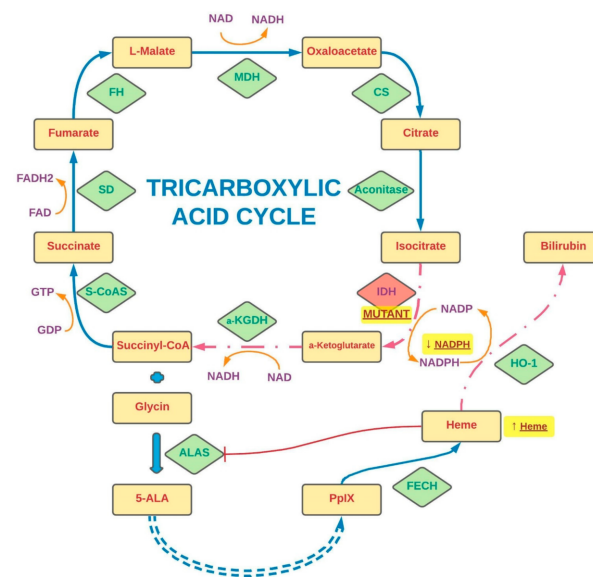 NAD NADH
L-Malate
Oxaloacetate
MDH
FH
CS
Fumarate
Citrate
FADH2
FAD
SD
TRICARBOXYLIC
ACID CYCLE
Aconitase
Succinate
Isocitrate
Bilirubin
GTP
GDP
S-CoAS
IDH
MUTANT
NADP
a-KGDH
Succinyl-CoA
a-Ketoglutarate
↓ NADPH
NADPH
HO-1
NADH NAD
Glycin
Heme
↑ Heme
ALAS
5-ALA
PpIX
FECH